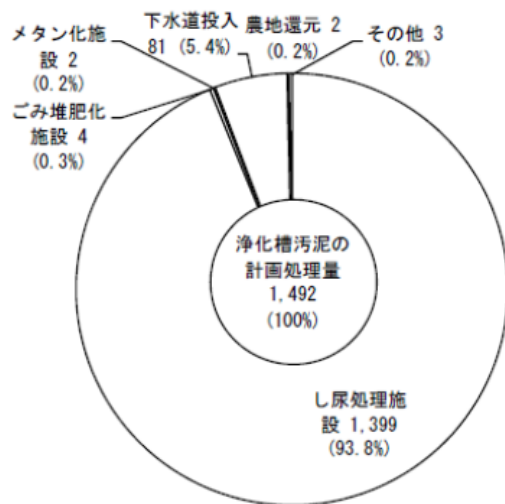 メタン化施
設 2
(0.2%)
下水道投入
81 (5.4%)
農地還元 2
(0.2%)
その他 3
(0.2%)
ごみ堆肥化
施設 4
(0.3%)
浄化槽汚泥の
計画処理量
1,492
(100%)
し尿処理施
設 1,399
(93.8%)